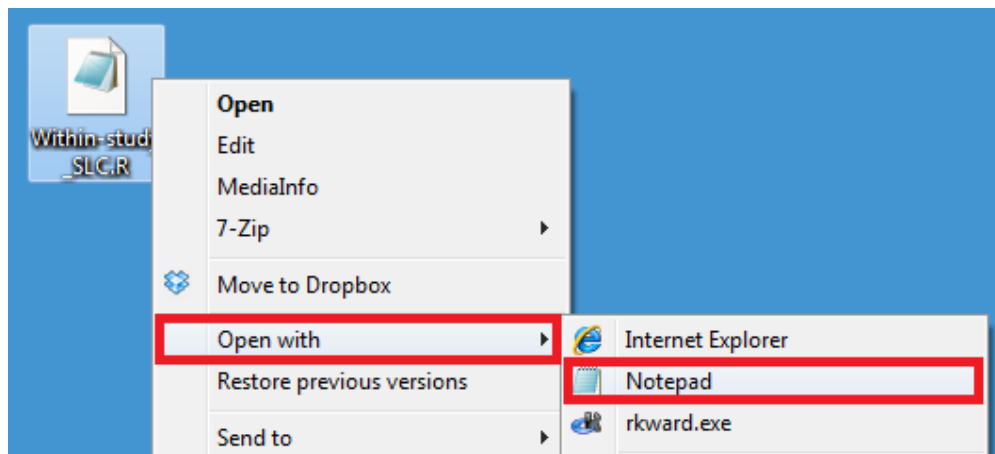 Within-stud
_SLC.R
Open
Edit
MediaInfo
7-Zip
Move to Dropbox
Open with
Restore previous versions
Send to
Internet Explorer
Notepad
rkward.exe